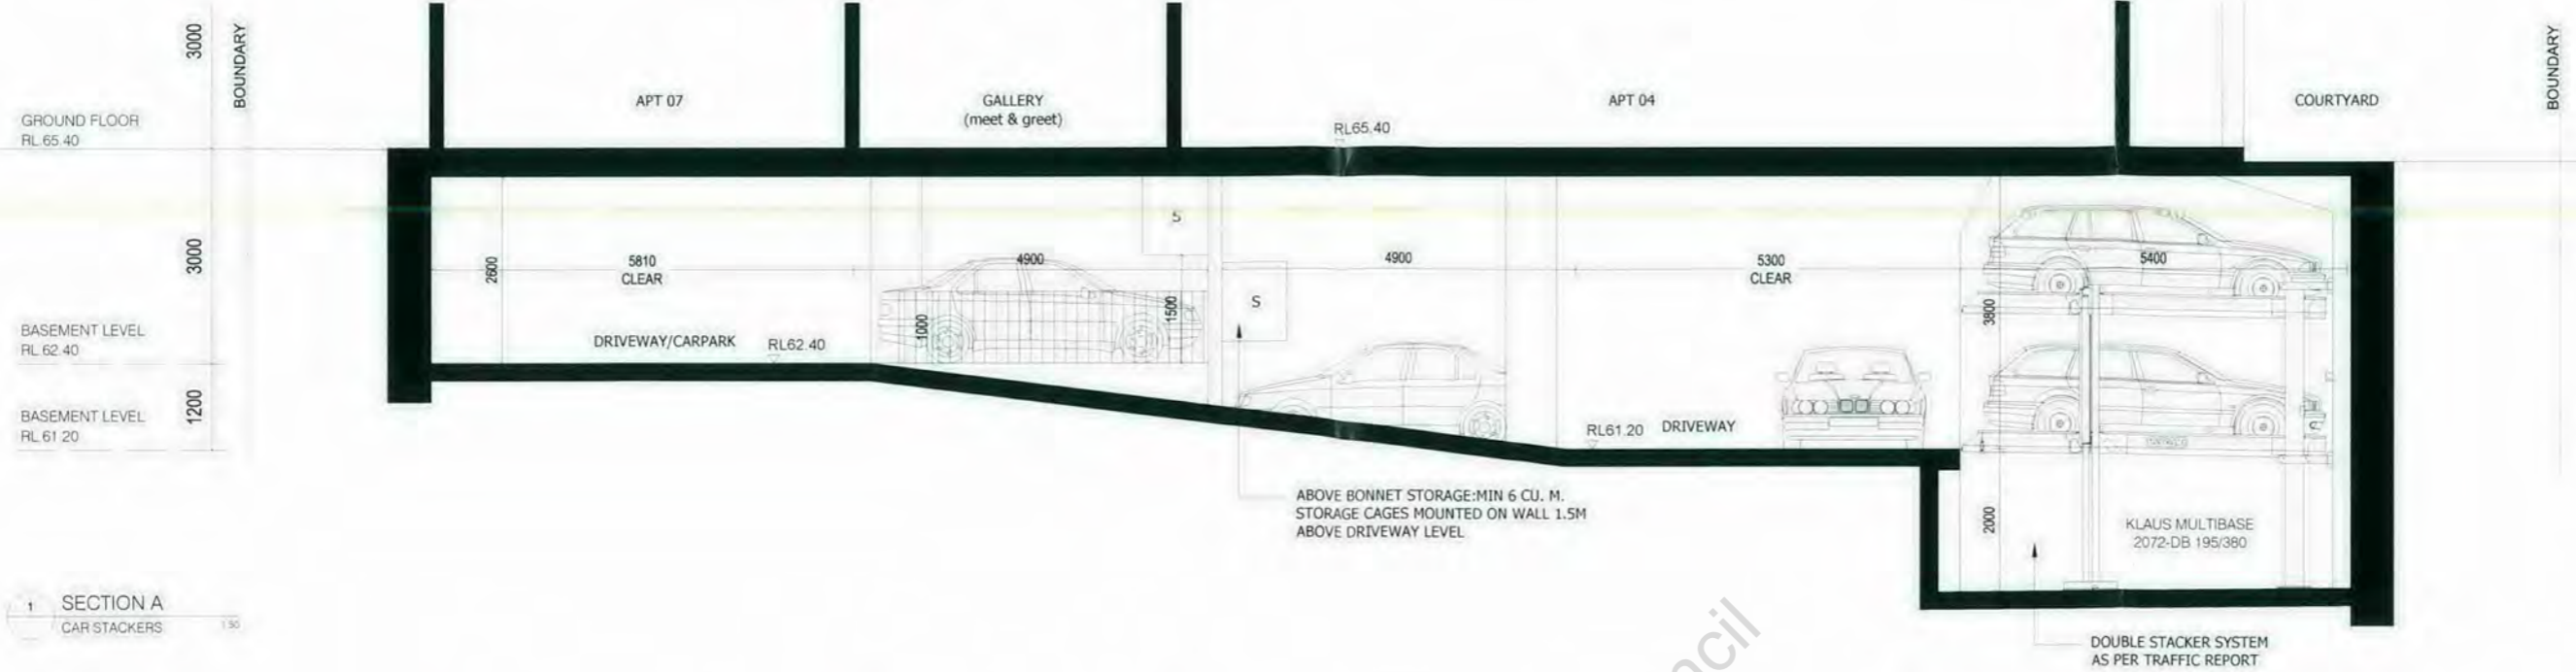 3000
BOUNDARY
BOUNDARY
APT 07
GALLERY
(meet & greet)
APT 04
COURTYARD
GROUND FLOOR
RL.65.40
RL65.40
S
3000
2600
5810
CLEAR
4900
4900
5300
CLEAR
5400
S
1000
1500
3800
BASEMENT LEVEL
RL.62.40
DRIVEWAY/CARPARK
RL62.40
1200
BASEMENT LEVEL
RL.61.20
RL61.20
DRIVEWAY
ABOVE BONNET STORAGE:MIN 6 CU. M.
STORAGE CAGES MOUNTED ON WALL 1.5M
ABOVE DRIVEWAY LEVEL
2000
KLAUS MULTIBASE
2072-DB 195/380
1
SECTION A
CAR STACKERS
1:50
DOUBLE STACKER SYSTEM
AS PER TRAFFIC REPORT